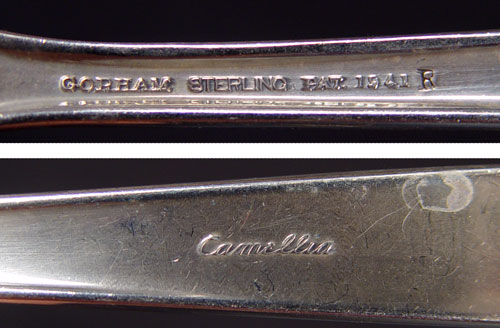 GORHAM STERLING PAT. 1941 R
Camellia